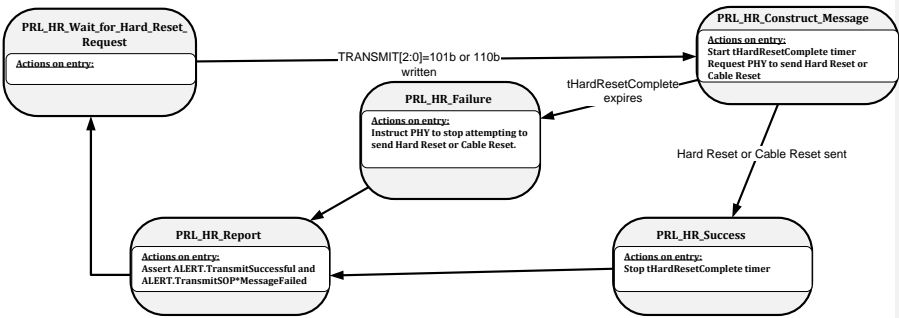 PRL_HR_Wait_for_Hard_Reset_
Request
Actions on entry:
TRANSMIT[2:0]=101b or 110b
written
PRL_HR_Construct_Message
Actions on entry:
Start tHardResetComplete timer
Request PHY to send Hard Reset or
Cable Reset
tHardResetComplete
expires
PRL_HR_Failure
Actions on entry:
Instruct PHY to stop attempting to
send Hard Reset or Cable Reset.
Hard Reset or Cable Reset sent
PRL_HR_Report
Actions on entry:
Assert ALERT.TransmitSuccessful and
ALERT.TransmitSOP*MessageFailed
PRL_HR_Success
Actions on entry:
Stop tHardResetComplete timer